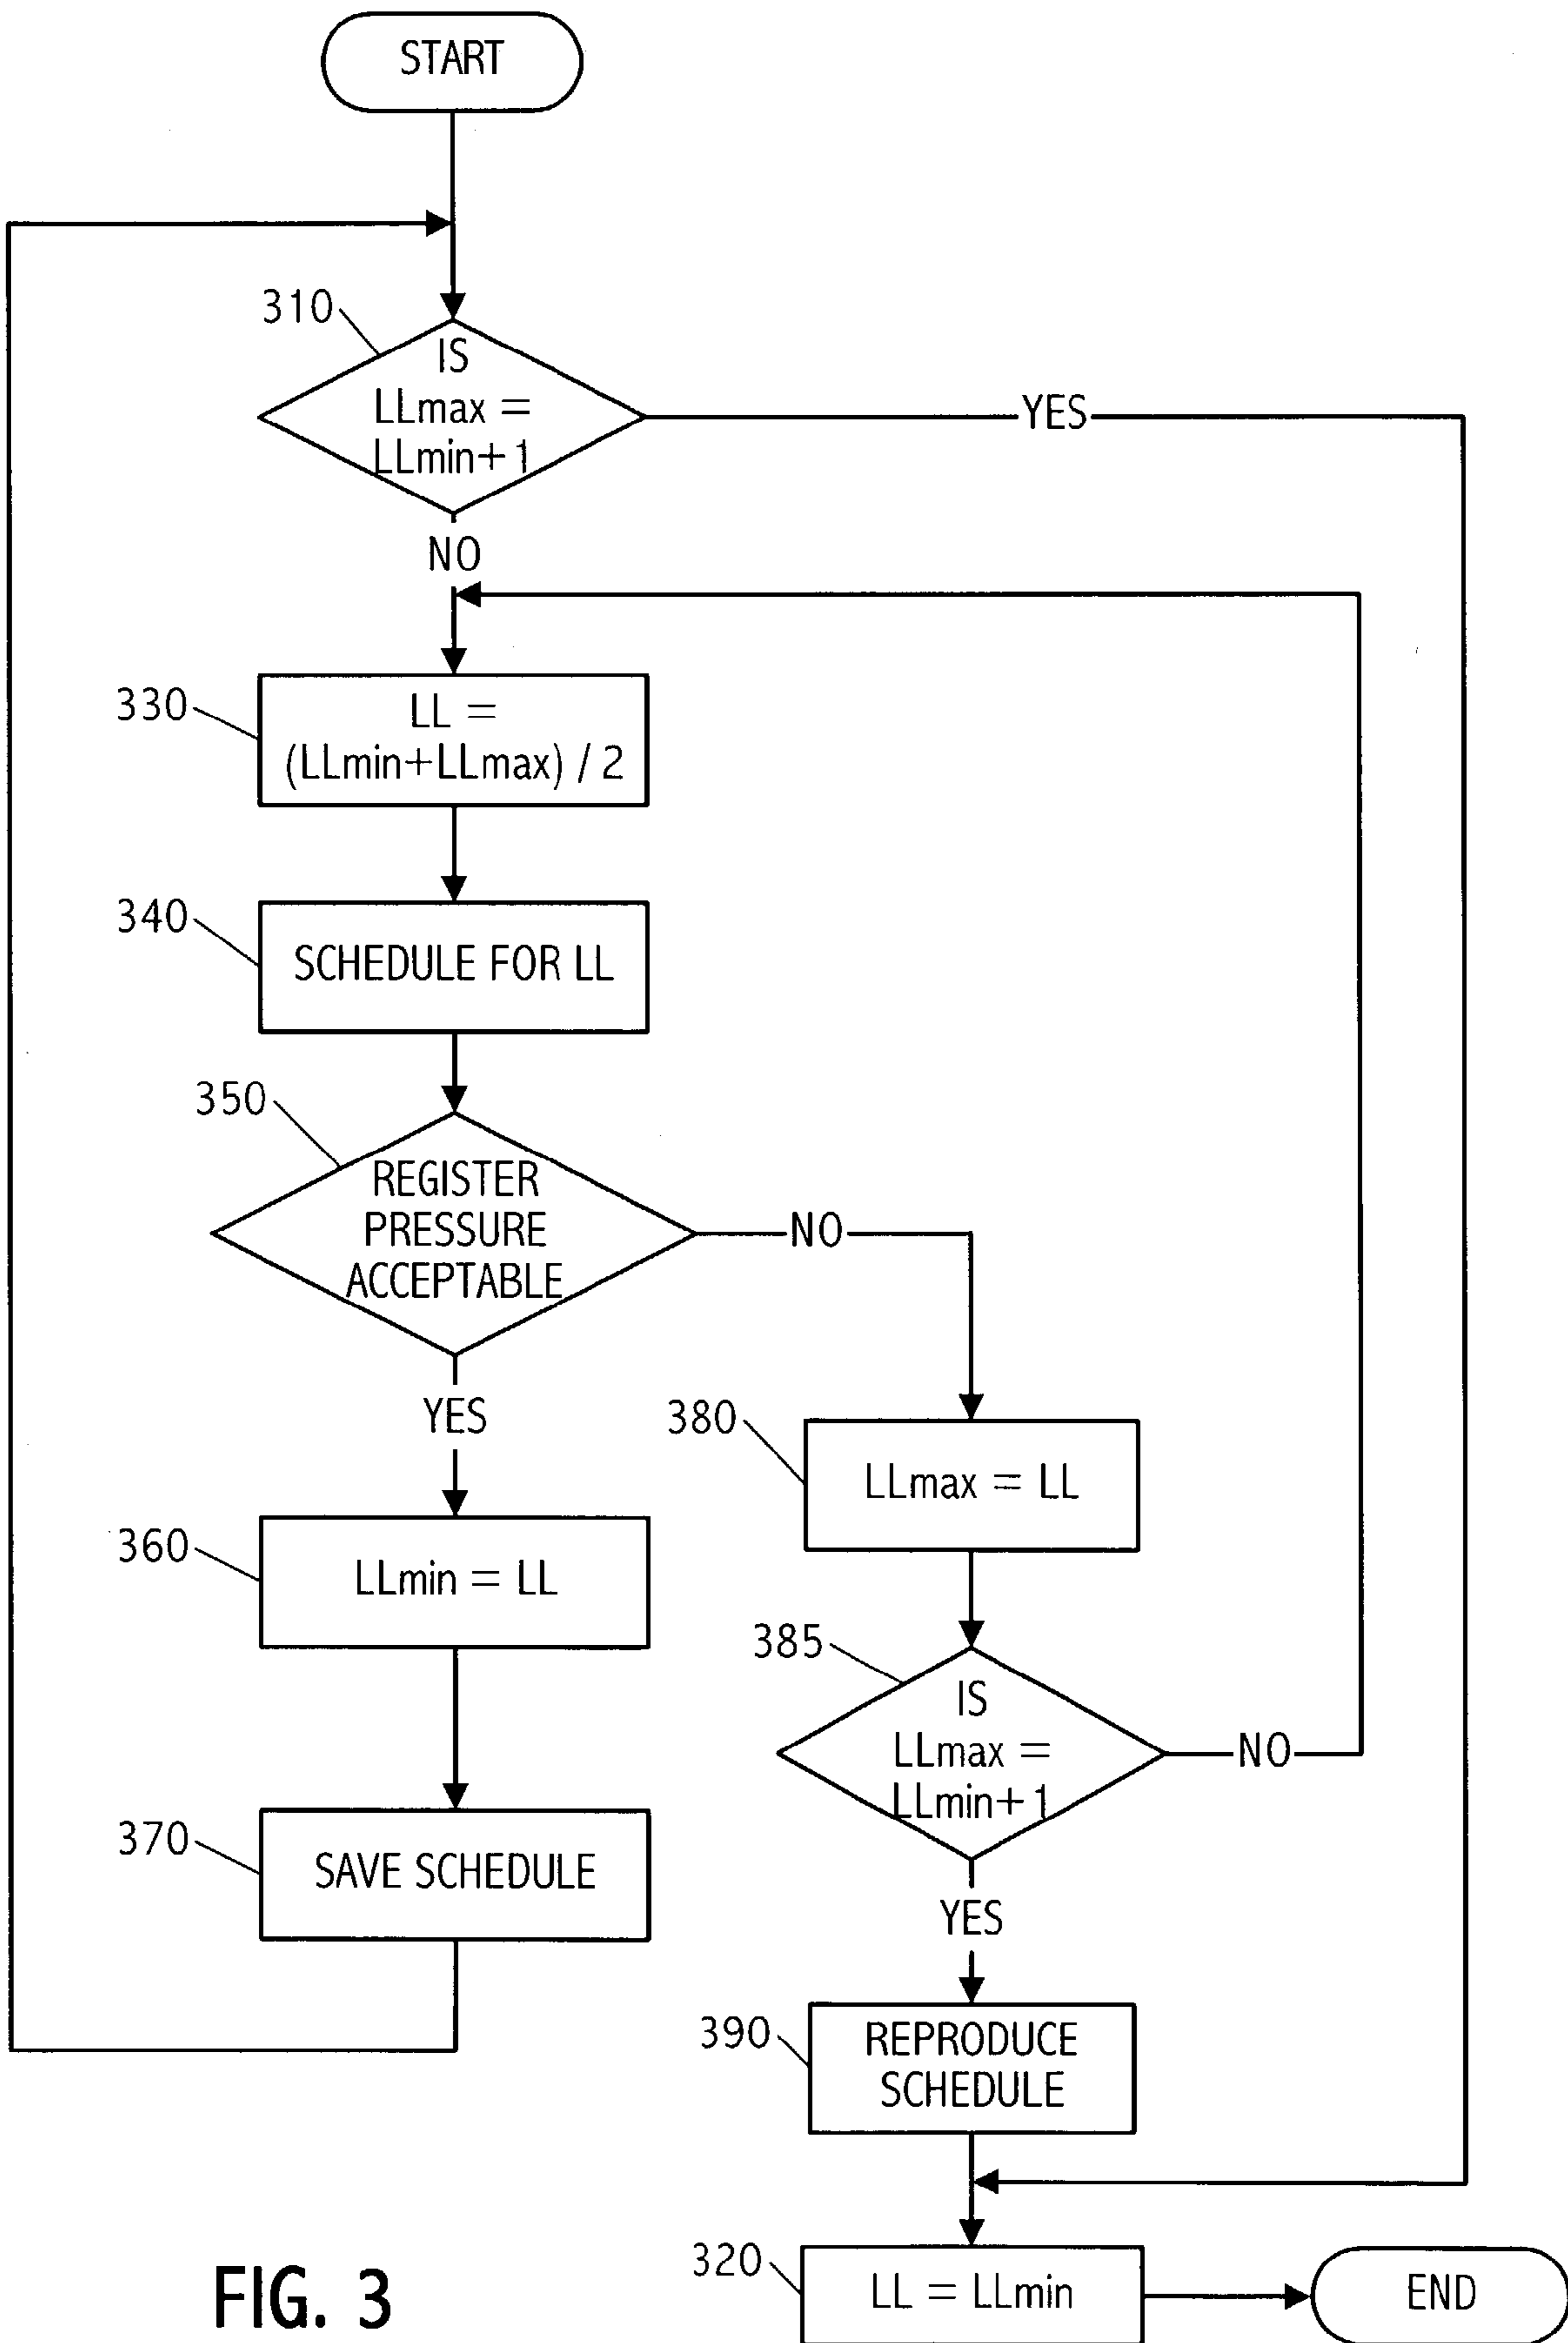 START
310
IS
LLmax =
LLmin+1
YES
NO
330
LL =
(LLmin+LLmax) / 2
340
SCHEDULE FOR LL
350
REGISTER
PRESSURE
ACCEPTABLE
NO
YES
380
LLmax = LL
360
LLmin = LL
385
IS
LLmax =
LLmin+1
NO
370
SAVE SCHEDULE
YES
390
REPRODUCE
SCHEDULE
320
LL = LLmin
END
FIG. 3